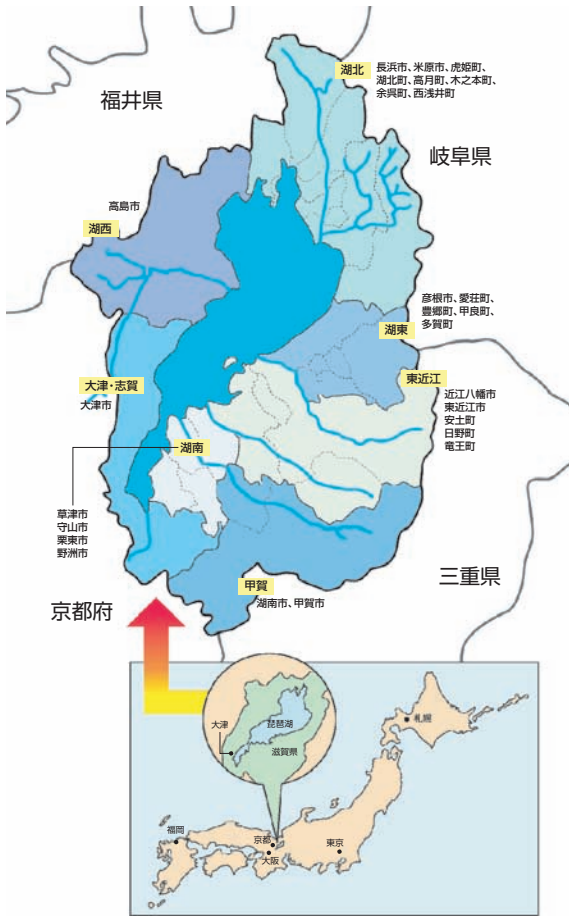 湖北
長浜市、米原市、虎姫町、
湖北町、高月町、木之本町、
余呉町、西浅井町
福井県
岐阜県
高島市
湖西
彦根市、愛荘町、
豊郷町、甲良町、
多賀町
湖東
東近江
近江八幡市
東近江市
安土町
日野町
竜王町
大津・志賀
大津市
湖南
草津市
守山市
栗東市
野洲市
甲賀
湖南市、甲賀市
三重県
京都府
大津
琵琶湖
滋賀県
札幌
福岡
京都
大阪
東京